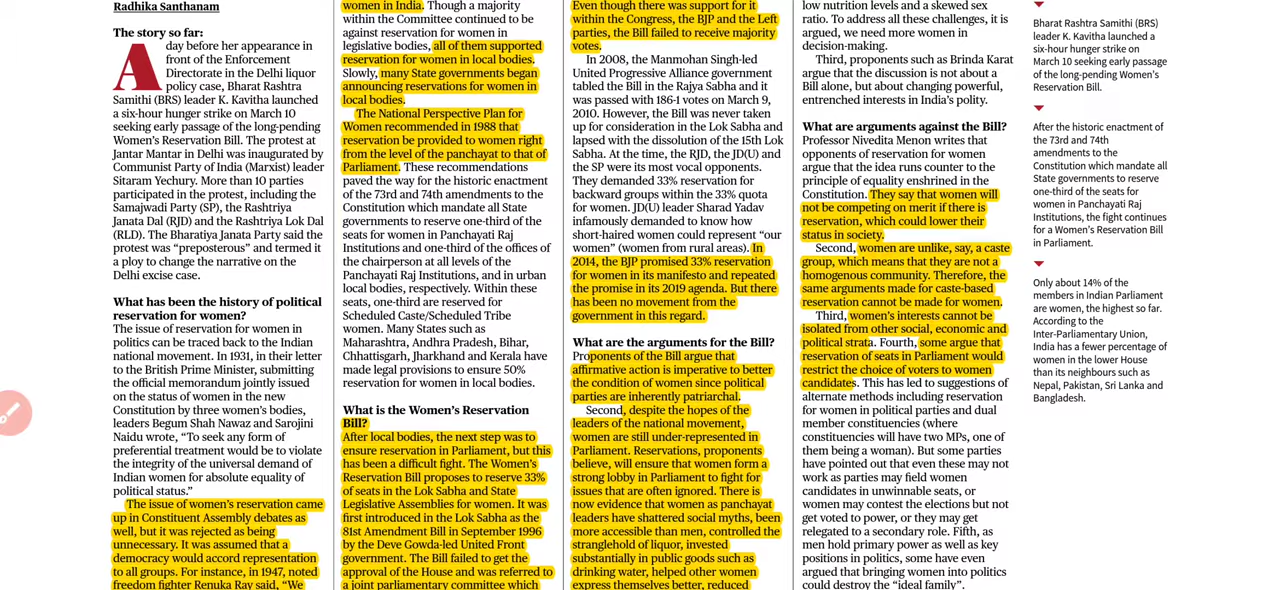 Radhika Santhanam
The story so far:
A day before her appearance in
front of the Enforcement
Directorate in the Delhi liquor
policy case, Bharat Rashtra
Samithi (BRS) leader K. Kavitha launched
a six-hour hunger strike on March 10
seeking early passage of the long-pending
Women's Reservation Bill. The protest at
Jantar Mantar in Delhi was inaugurated by
Communist Party of India (Marxist) leader
Sitaram Yechury. More than 10 parties
participated in the protest, including the
Samajwadi Party (SP), the Rashtriya
Janata Dal (RJD) and the Rashtriya Lok Dal
(RLD). The Bharatiya Janata Party said the
protest was “preposterous” and termed it
a ploy to change the narrative on the
Delhi excise case.
What has been the history of political
reservation for women?
The issue of reservation for women in
politics can be traced back to the Indian
national movement. In 1931, in their letter
to the British Prime Minister, submitting
the official memorandum jointly issued
on the status of women in the new
Constitution by three women's bodies,
leaders Begum Shah Nawaz and Sarojini
Naidu wrote, “To seek any form of
preferential treatment would be to violate
the integrity of the universal demand of
Indian women for absolute equality of
political status.”
The issue of women's reservation came
up in Constituent Assembly debates as
well, but it was rejected as being
unnecessary. It was assumed that a
democracy would accord representation
to all groups. For instance, in 1947, noted
freedom fighter Renuka Ray said, “We
women in India. Though a majority
within the Committee continued to be
against reservation for women in
legislative bodies, all of them supported
reservation for women in local bodies.
Slowly, many State governments began
announcing reservations for women in
local bodies.
The National Perspective Plan for
Women recommended in 1988 that
reservation be provided to women right
from the level of the panchayat to that of
Parliament. These recommendations
paved the way for the historic enactment
of the 73rd and 74th amendments to the
Constitution which mandate all State
governments to reserve one-third of the
seats for women in Panchayati Raj
Institutions and one-third of the offices of
the chairperson at all levels of the
Panchayati Raj Institutions, and in urban
local bodies, respectively. Within these
seats, one-third are reserved for
Scheduled Caste/Scheduled Tribe
women. Many States such as
Maharashtra, Andhra Pradesh, Bihar,
Chhattisgarh, Jharkhand and Kerala have
made legal provisions to ensure 50%
reservation for women in local bodies.
What is the Women's Reservation
Bill?
After local bodies, the next step was to
ensure reservation in Parliament, but this
has been a difficult fight. The Women's
Reservation Bill proposes to reserve 33%
of seats in the Lok Sabha and State
Legislative Assemblies for women. It was
first introduced in the Lok Sabha as the
81st Amendment Bill in September 1996
by the Deve Gowda-led United Front
government. The Bill failed to get the
approval of the House and was referred to
a joint parliamentary committee which
Even though there was support for it
within the Congress, the BJP and the Left
parties, the Bill failed to receive majority
votes.
In 2008, the Manmohan Singh-led
United Progressive Alliance government
tabled the Bill in the Rajya Sabha and it
was passed with 186-1 votes on March 9,
2010. However, the Bill was never taken
up for consideration in the Lok Sabha and
lapsed with the dissolution of the 15th Lok
Sabha. At the time, the RJD, the JD(U) and
the SP were its most vocal opponents.
They demanded 33% reservation for
backward groups within the 33% quota
for women. JD(U) leader Sharad Yadav
infamously demanded to know how
short-haired women could represent “our
women” (women from rural areas). In
2014, the BJP promised 33% reservation
for women in its manifesto and repeated
the promise in its 2019 agenda. But there
has been no movement from the
government in this regard.
What are the arguments for the Bill?
Proponents of the Bill argue that
affirmative action is imperative to better
the condition of women since political
parties are inherently patriarchal.
Second, despite the hopes of the
leaders of the national movement,
women are still under-represented in
Parliament. Reservations, proponents
believe, will ensure that women form a
strong lobby in Parliament to fight for
issues that are often ignored. There is
now evidence that women as panchayat
leaders have shattered social myths, been
more accessible than men, controlled the
stranglehold of liquor, invested
substantially in public goods such as
drinking water, helped other women
express themselves better, reduced
low nutrition levels and a skewed sex
ratio. To address all these challenges, it is
argued, we need more women in
decision-making.
Third, proponents such as Brinda Karat
argue that the discussion is not about a
Bill alone, but about changing powerful,
entrenched interests in India's polity.
What are arguments against the Bill?
Professor Nivedita Menon writes that
opponents of reservation for women
argue that the idea runs counter to the
principle of equality enshrined in the
Constitution. They say that women will
not be competing on merit if there is
reservation, which could lower their
status in society.
Second, women are unlike, say, a caste
group, which means that they are not a
homogenous community. Therefore, the
same arguments made for caste-based
reservation cannot be made for women.
Third, women's interests cannot be
isolated from other social, economic and
political strata. Fourth, some argue that
reservation of seats in Parliament would
restrict the choice of voters to women
candidates. This has led to suggestions of
alternate methods including reservation
for women in political parties and dual
member constituencies (where
constituencies will have two MPs, one of
them being a woman). But some parties
have pointed out that even these may not
work as parties may field women
candidates in unwinnable seats, or
women may contest the elections but not
get voted to power, or they may get
relegated to a secondary role. Fifth, as
men hold primary power as well as key
positions in politics, some have even
argued that bringing women into politics
could destroy the “ideal family”.
Bharat Rashtra Samithi (BRS)
leader K. Kavitha launched a
six-hour hunger strike on
March 10 seeking early passage
of the long-pending Women's
Reservation Bill.
After the historic enactment of
the 73rd and 74th
amendments to the
Constitution which mandate all
State governments to reserve
one-third of the seats for
women in Panchayati Raj
Institutions, the fight continues
for a Women's Reservation Bill
in Parliament.
Only about 14% of the
members in Indian Parliament
are women, the highest so far.
According to the
Inter-Parliamentary Union,
India has a fewer percentage of
women in the lower House
than its neighbours such as
Nepal, Pakistan, Sri Lanka and
Bangladesh.